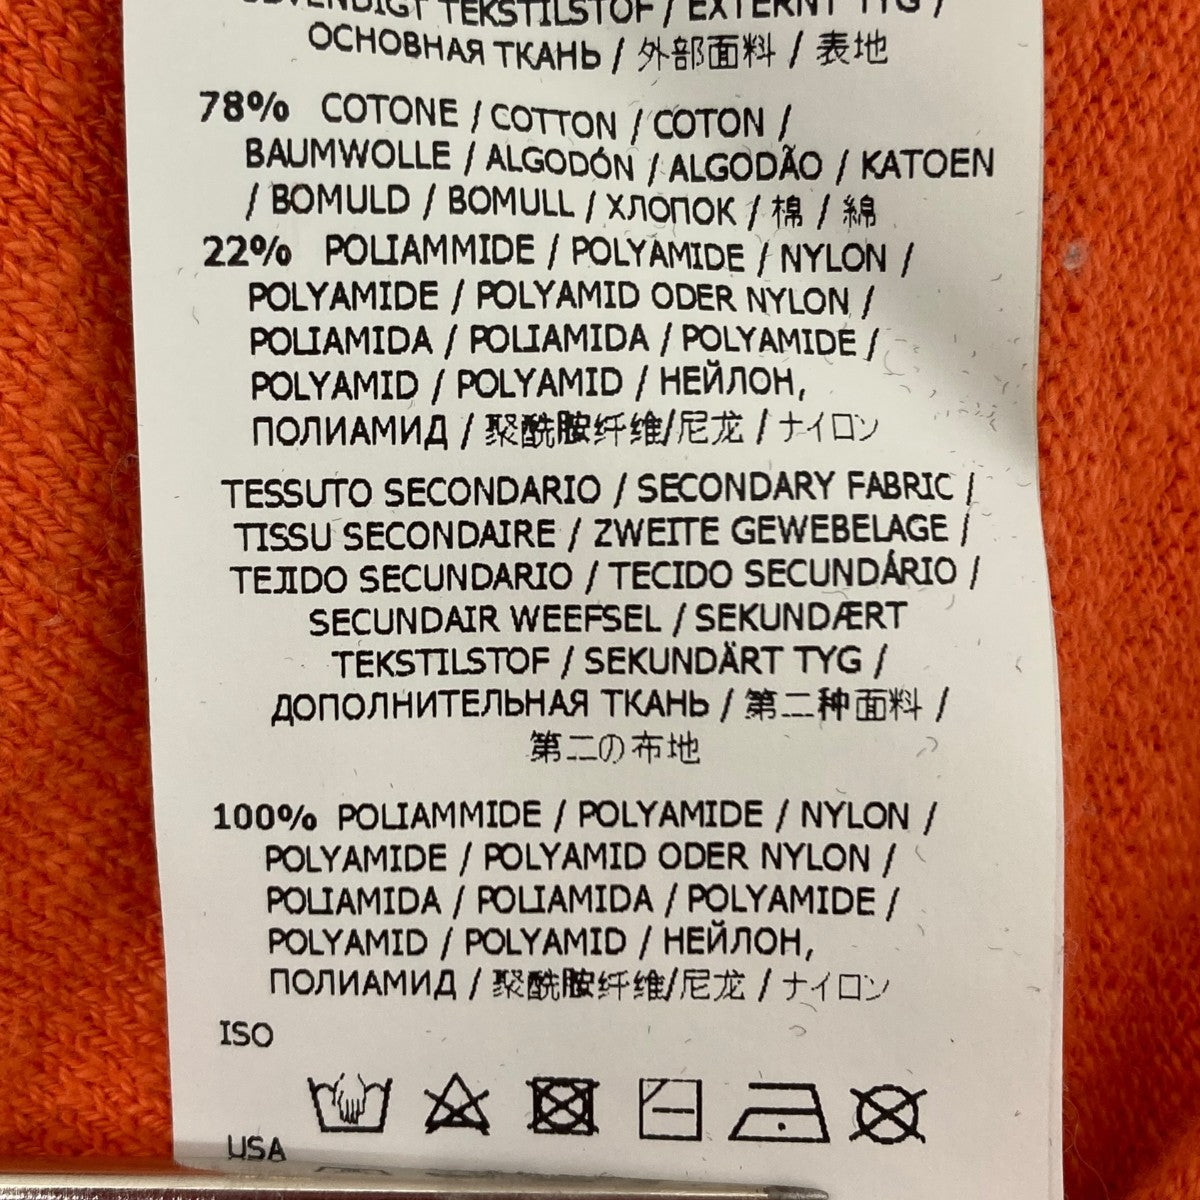 UDVENDIGT TEKSTILSTOF / EXTERNT TYG /
ОСНОВНАЯ ТКАНЬ / 外部面料 / 表地
78% COTONE / COTTON / COTON /
BAUMWOLLE / ALGODÓN / ALGODÃO / KATOEN
/ BOMULD / BOMULL / ХЛОПОК / 棉 / 綿
22% POLIAMMIDE / POLYAMIDE / NYLON /
POLYAMIDE / POLYAMID ODER NYLON /
POLIAMIDA / POLIAMIDA / POLYAMIDE /
POLYAMID / POLYAMID / НЕЙЛОН,
ПОЛИАМИД / 聚酰胺纤维/尼龙 / ナイロン
TESSUTO SECONDARIO / SECONDARY FABRIC /
TISSU SECONDAIRE / ZWEITE GEWEBELAGE /
TEJIDO SECUNDARIO / TECIDO SECUNDÁRIO /
SECUNDAIR WEEFSEL / SEKUNDÆRT
TEKSTILSTOF / SEKUNDÄRT TYG /
ДОПОЛНИТЕЛЬНАЯ ТКАНЬ / 第二种面料 /
第二の布地
100% POLIAMMIDE / POLYAMIDE / NYLON /
POLYAMIDE / POLYAMID ODER NYLON /
POLIAMIDA / POLIAMIDA / POLYAMIDE /
POLYAMID / POLYAMID / НЕЙЛОН,
ПОЛИАМИД / 聚酰胺纤维/尼龙 / ナイロン
ISO
USA